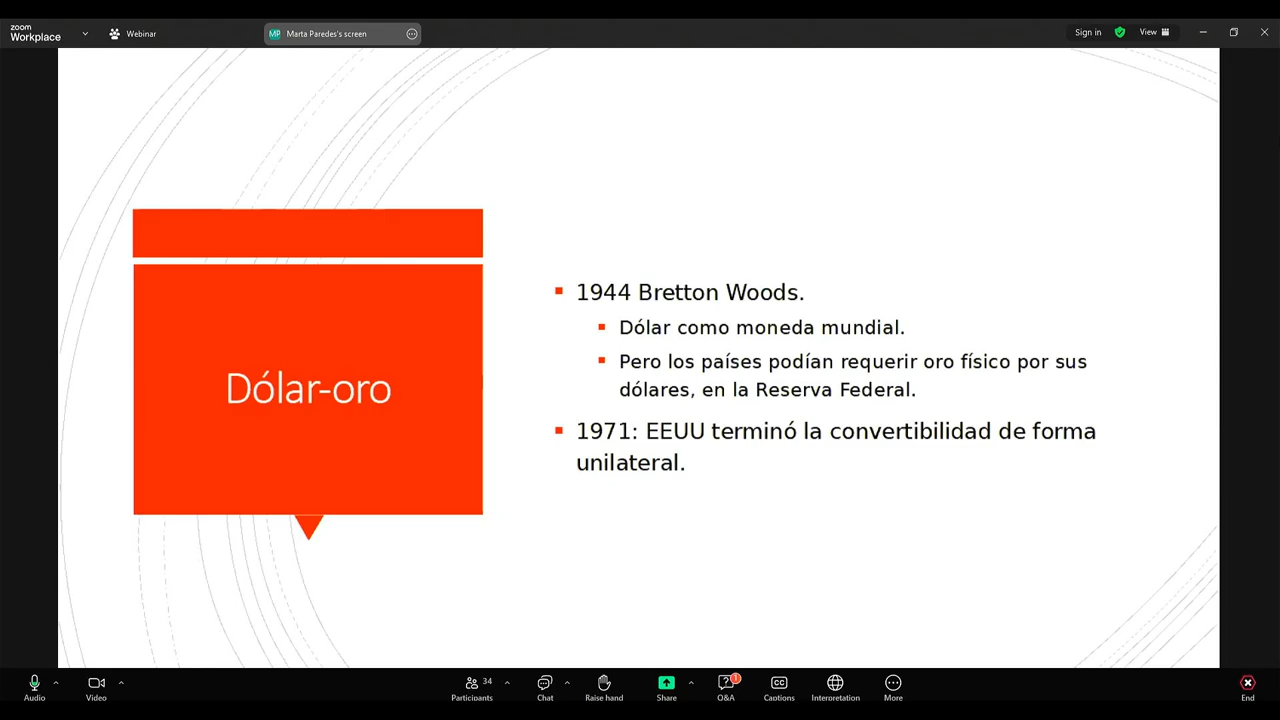 zoom
Workplace
Webinar
MP Marta Paredes's screen
Sign in
View
Dólar-oro
1944 Bretton Woods.
Dólar como moneda mundial.
Pero los países podían requerir oro físico por sus
dólares, en la Reserva Federal.
1971: EEUU terminó la convertibilidad de forma
unilateral.
Audio
Video
Participants 34
Chat
Raise hand
Share
Q&A 1
CC Captions
Interpretation
More
End